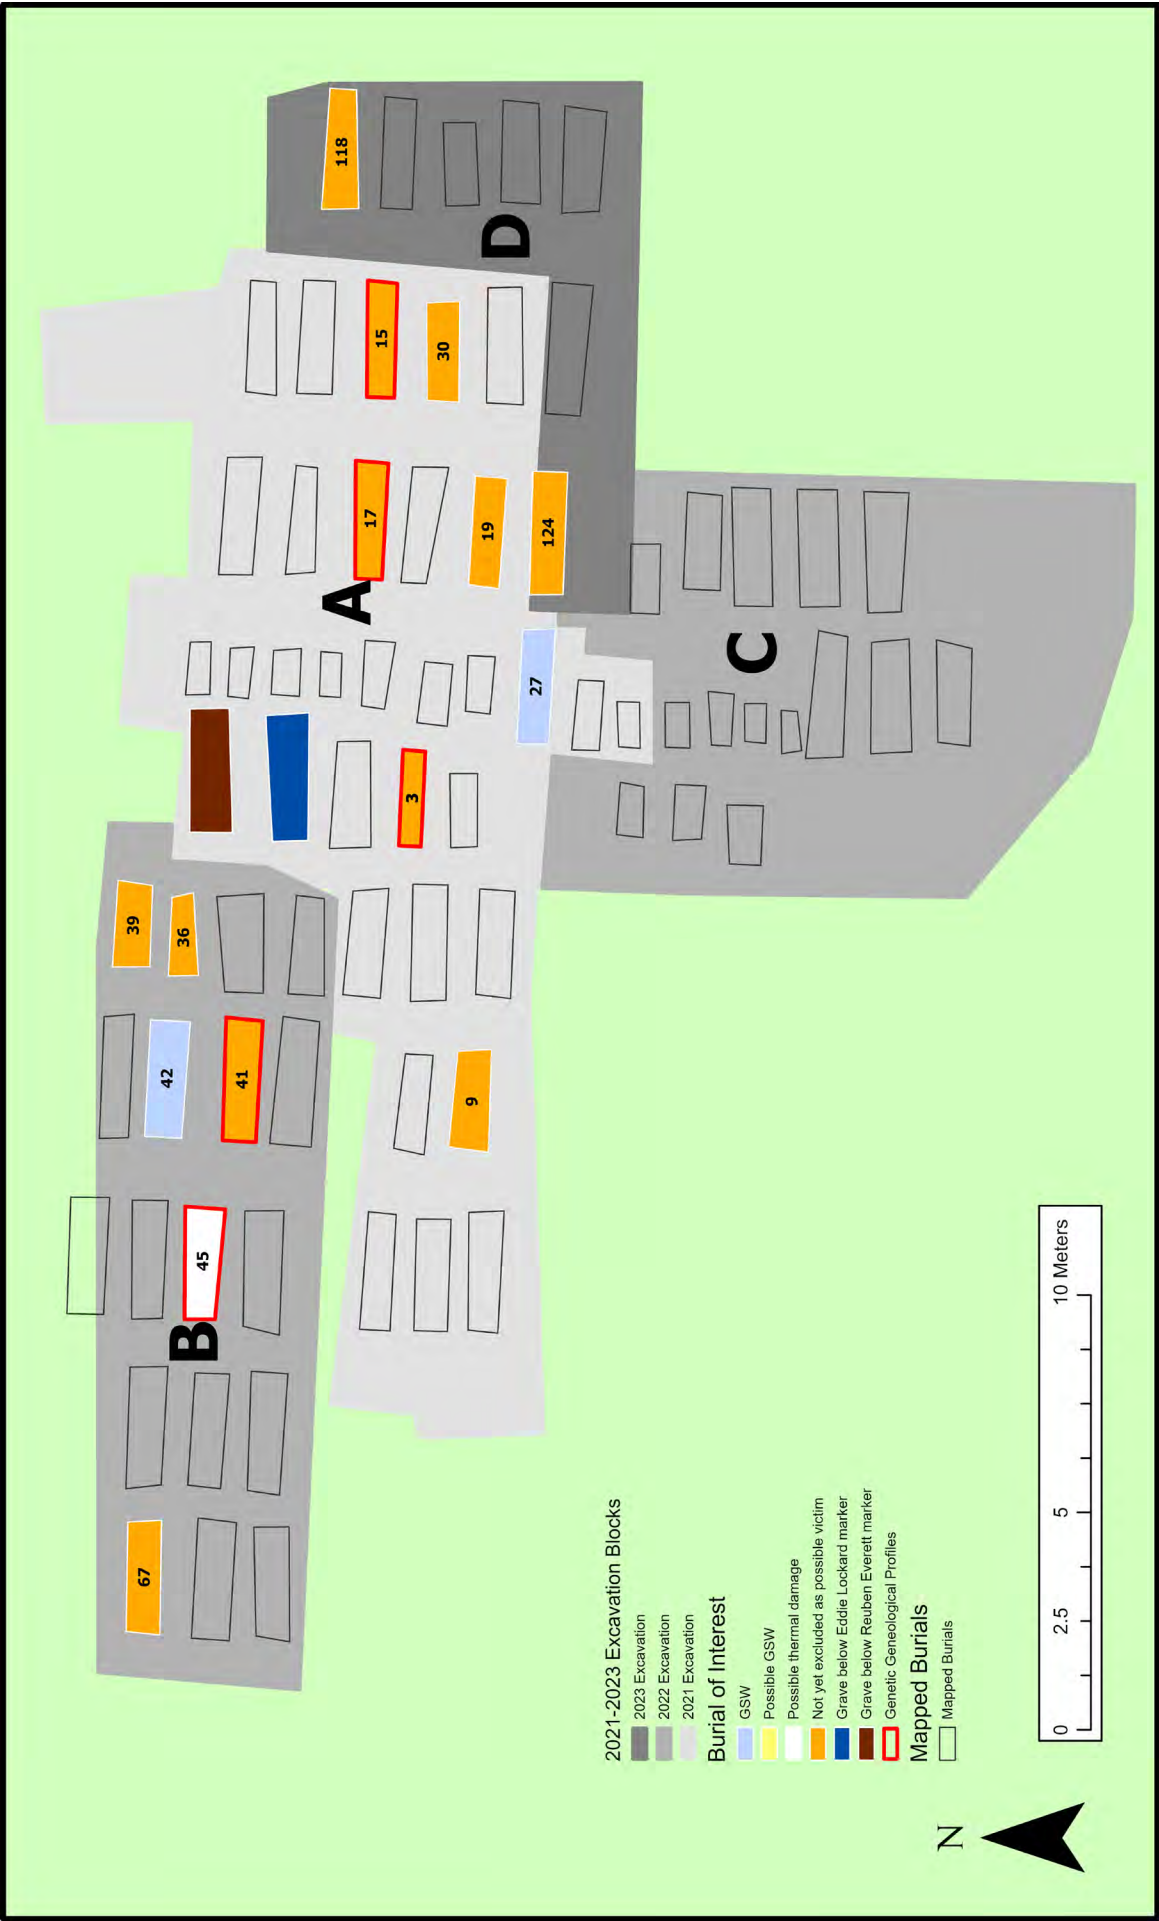 118
D
15
30
17
A
19
124
27
C
3
39
36
42
41
9
45
B
67
2021-2023 Excavation Blocks
2023 Excavation
2022 Excavation
2021 Excavation
Burial of Interest
GSW
Possible GSW
Possible thermal damage
Not yet excluded as possible victim
Grave below Eddie Lockard marker
Grave below Reuben Everett marker
Genetic Geneological Profiles
Mapped Burials
Mapped Burials
0 2.5 5 10 Meters
N